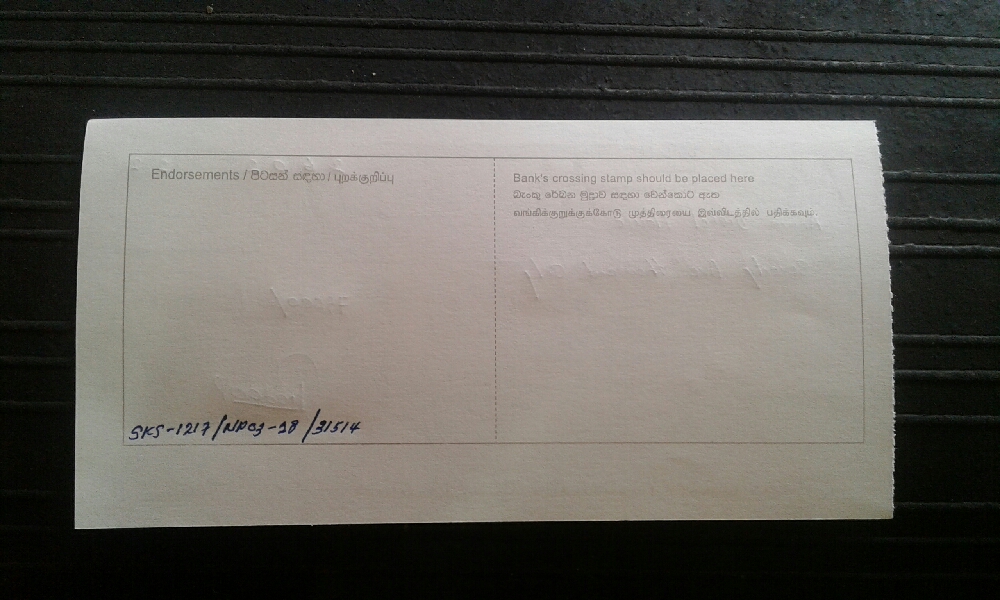 Endorsements / පිටසන් සඳහා / புறக்குறிப்பு
Bank's crossing stamp should be placed here
බැංකු රේඛන මුද්‍රාව සඳහා වෙන්කොට ඇත
வங்கிக்குறுக்குக்கோடு முத்திரையை இவ்விடத்தில் பதிக்கவும்.
SKS-1217/NP03-18/31514